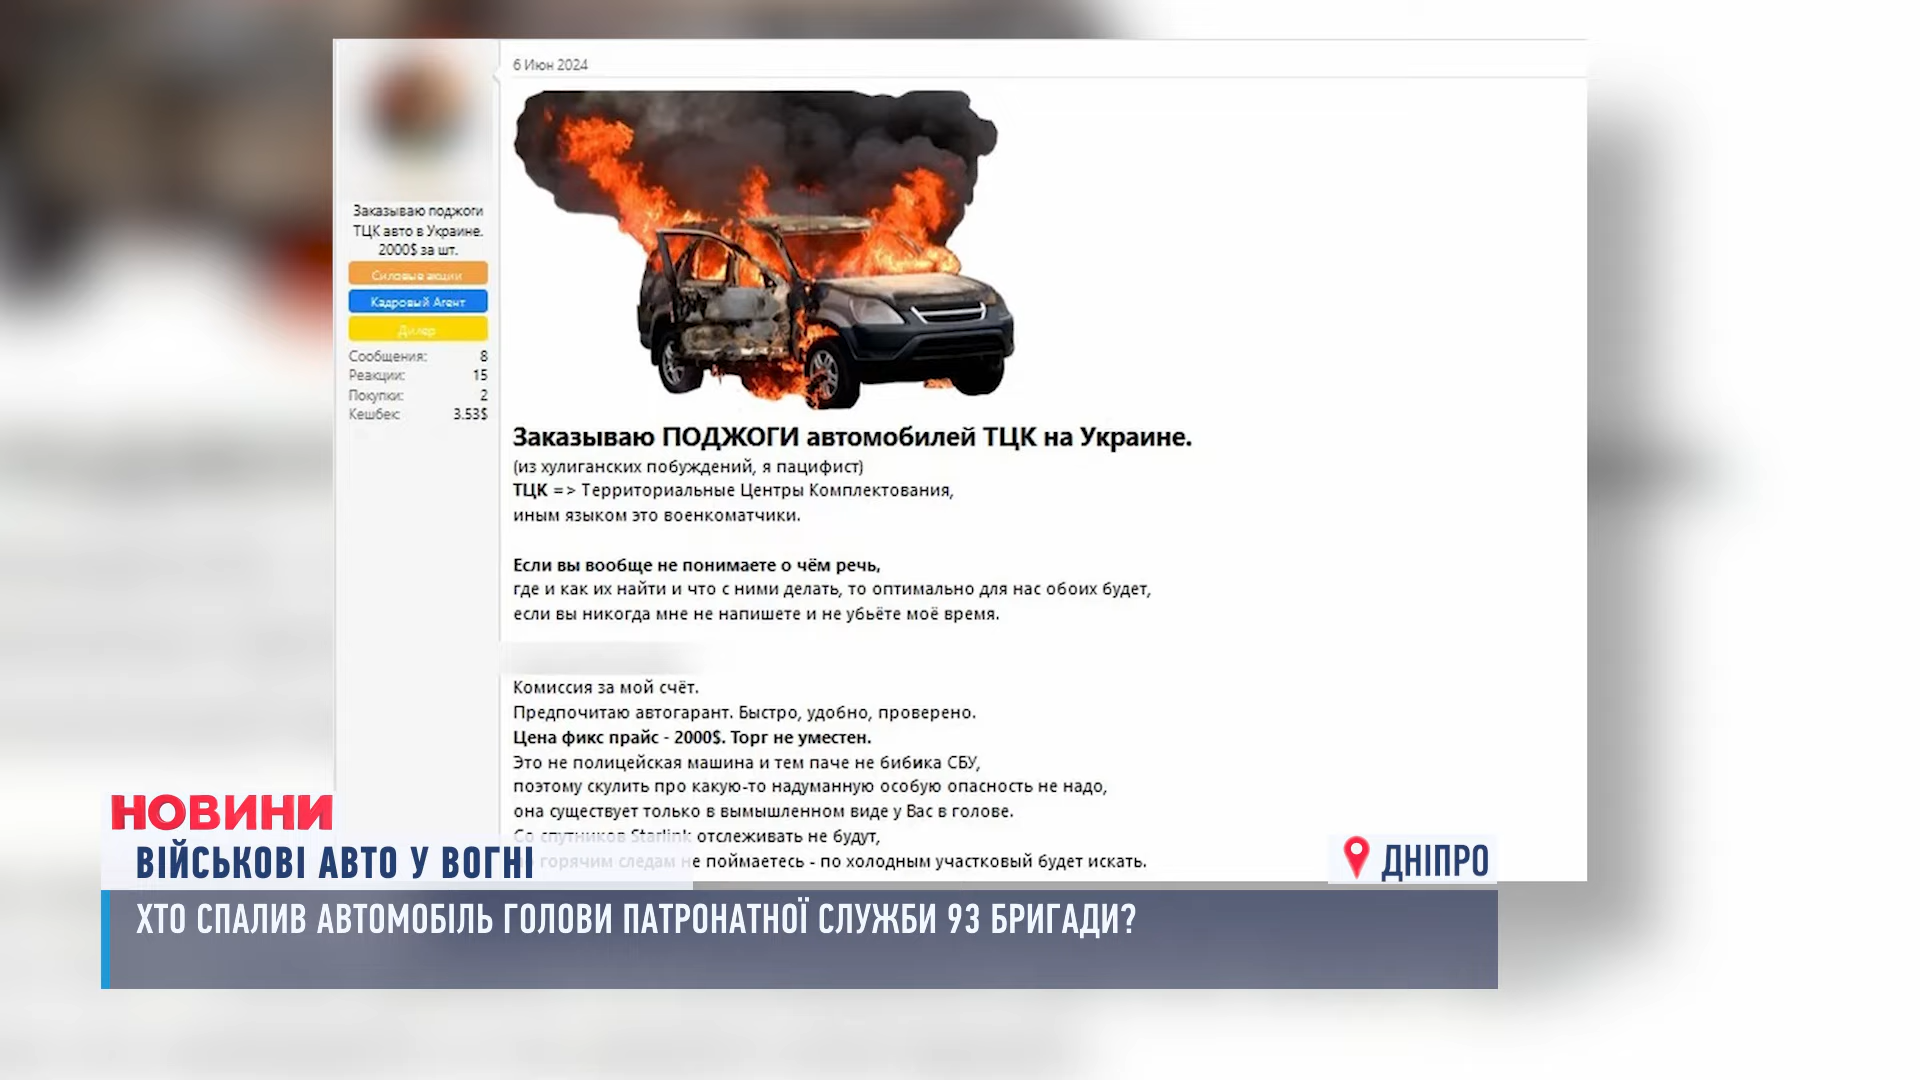 6 Июн 2024
Заказываю поджоги
ТЦК авто в Украине.
2000$ за шт.
Силовые акции
Кадровый Агент
Дилер
Сообщения: 8
Реакции: 15
Покупки: 2
Кешбек: 3.53$
Заказываю ПОДЖОГИ автомобилей ТЦК на Украине.
(из хулиганских побуждений, я пацифист)
ТЦК => Территориальные Центры Комплектования,
иным языком это военкоматчики.
Если вы вообще не понимаете о чём речь,
где и как их найти и что с ними делать, то оптимально для нас обоих будет,
если вы никогда мне не напишете и не убьёте моё время.
Комиссия за мой счёт.
Предпочитаю автогарант. Быстро, удобно, проверено.
Цена фикс прайс - 2000$. Торг не уместен.
Это не полицейская машина и тем паче не бибика СБУ,
поэтому скулить про какую-то надуманную особую опасность не надо,
она существует только в вымышленном виде у Вас в голове.
Со спутников Starlink отслеживать не будут,
горячим следам не поймаетесь - по холодным участковый будет искать.
НОВИНИ
ВІЙСЬКОВІ АВТО У ВОГНІ
ДНІПРО
ХТО СПАЛИВ АВТОМОБІЛЬ ГОЛОВИ ПАТРОНАТНОЇ СЛУЖБИ 93 БРИГАДИ?